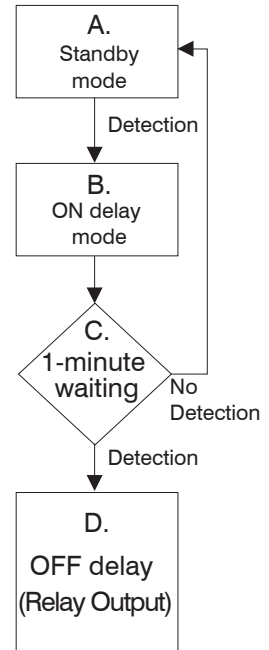 A.
Standby
mode
Detection
B.
ON delay
mode
C.
1-minute
waiting
No
Detection
Detection
D.
OFF delay
(Relay Output)